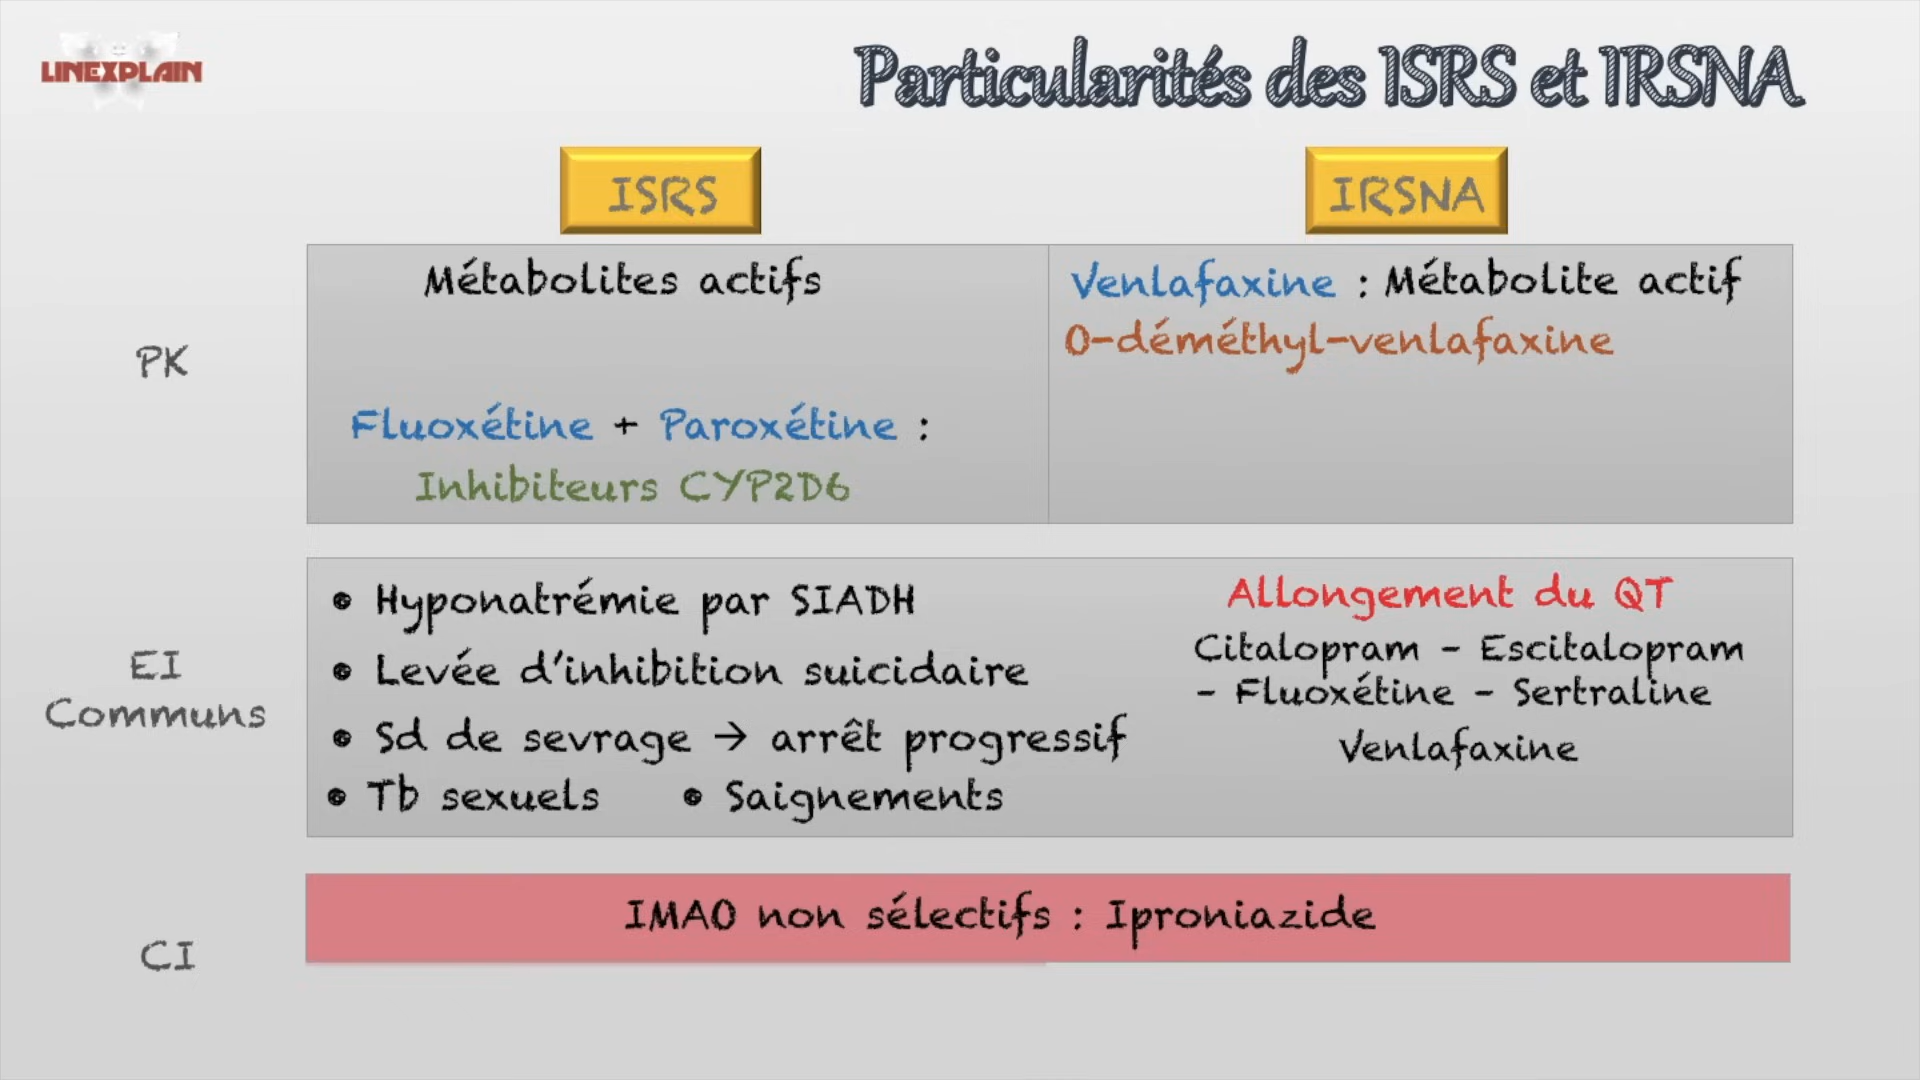 LINEXPLAIN
Particularités des ISRS et IRSNA
ISRS
IRSNA
PK
Métabolites actifs
Fluoxétine + Paroxétine :
Inhibiteurs CYP2D6
Venlafaxine : Métabolite actif
O-déméthyl-venlafaxine
EI
Communs
• Hyponatrémie par SIADH
• Levée d'inhibition suicidaire
• Sd de sevrage → arrêt progressif
• Tb sexuels • Saignements
Allongement du QT
Citalopram - Escitalopram
- Fluoxétine - Sertraline
Venlafaxine
CI
IMAO non sélectifs : Iproniazide